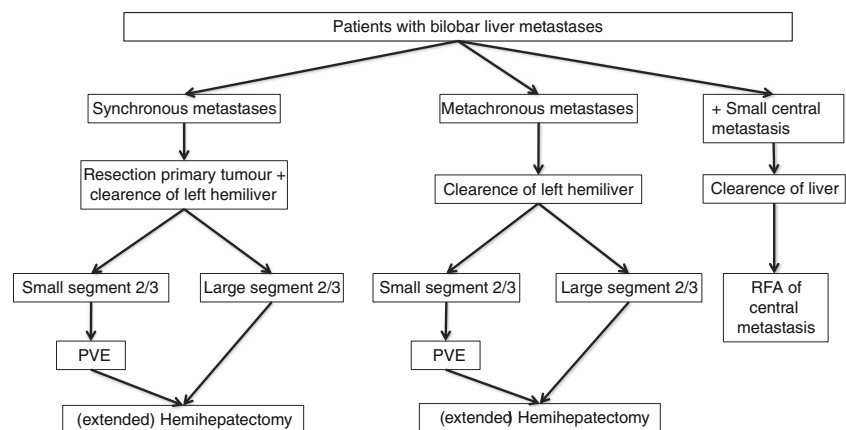 Patients with bilobar liver metastases
Synchronous metastases
Metachronous metastases
+ Small central
metastasis
Resection primary tumour +
clearence of left hemiliver
Clearence of left hemiliver
Clearence of liver
Small segment 2/3
Large segment 2/3
Small segment 2/3
Large segment 2/3
RFA of
central
metastasis
PVE
PVE
(extended) Hemihepatectomy
(extended) Hemihepatectomy